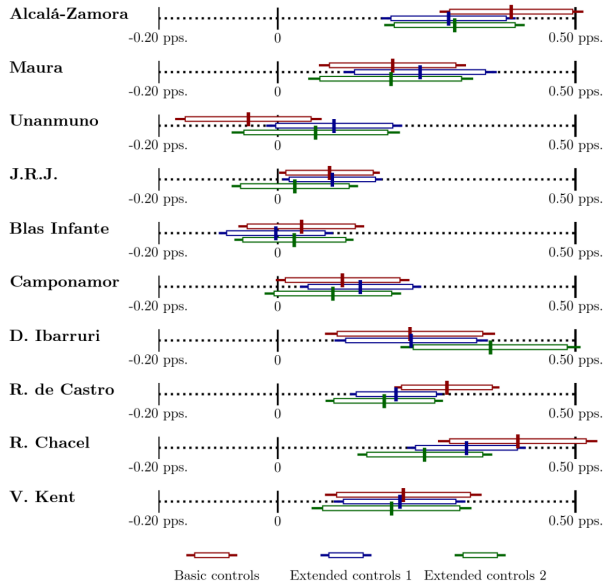 Alcalá-Zamora
-0.20 pps. 0 0.50 pps.
Maura
-0.20 pps. 0 0.50 pps.
Unanmuno
-0.20 pps. 0 0.50 pps.
J.R.J.
-0.20 pps. 0 0.50 pps.
Blas Infante
-0.20 pps. 0 0.50 pps.
Camponamor
-0.20 pps. 0 0.50 pps.
D. Ibarruri
-0.20 pps. 0 0.50 pps.
R. de Castro
-0.20 pps. 0 0.50 pps.
R. Chacel
-0.20 pps. 0 0.50 pps.
V. Kent
-0.20 pps. 0 0.50 pps.
Basic controls Extended controls 1 Extended controls 2